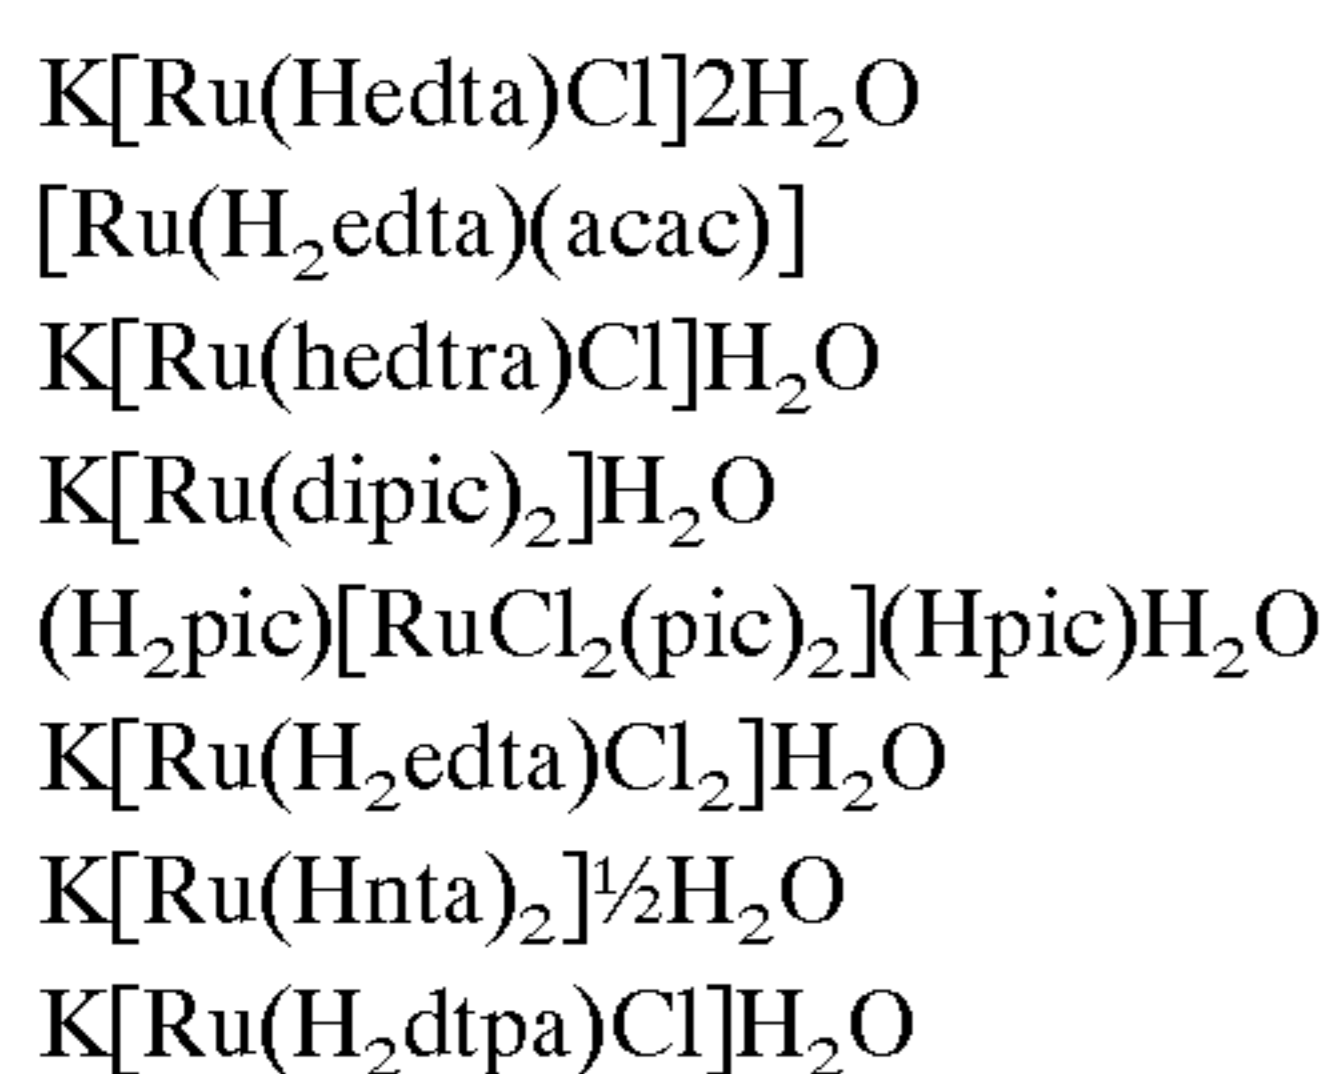 K[Ru(Hedta)Cl]2H₂O
[Ru(H₂edta)(acac)]
K[Ru(hedtra)Cl]H₂O
K[Ru(dipic)₂]H₂O
(H₂pic)[RuCl₂(pic)₂](Hpic)H₂O
K[Ru(H₂edta)Cl₂]H₂O
K[Ru(Hnta)₂]½H₂O
K[Ru(H₂dtpa)Cl]H₂O